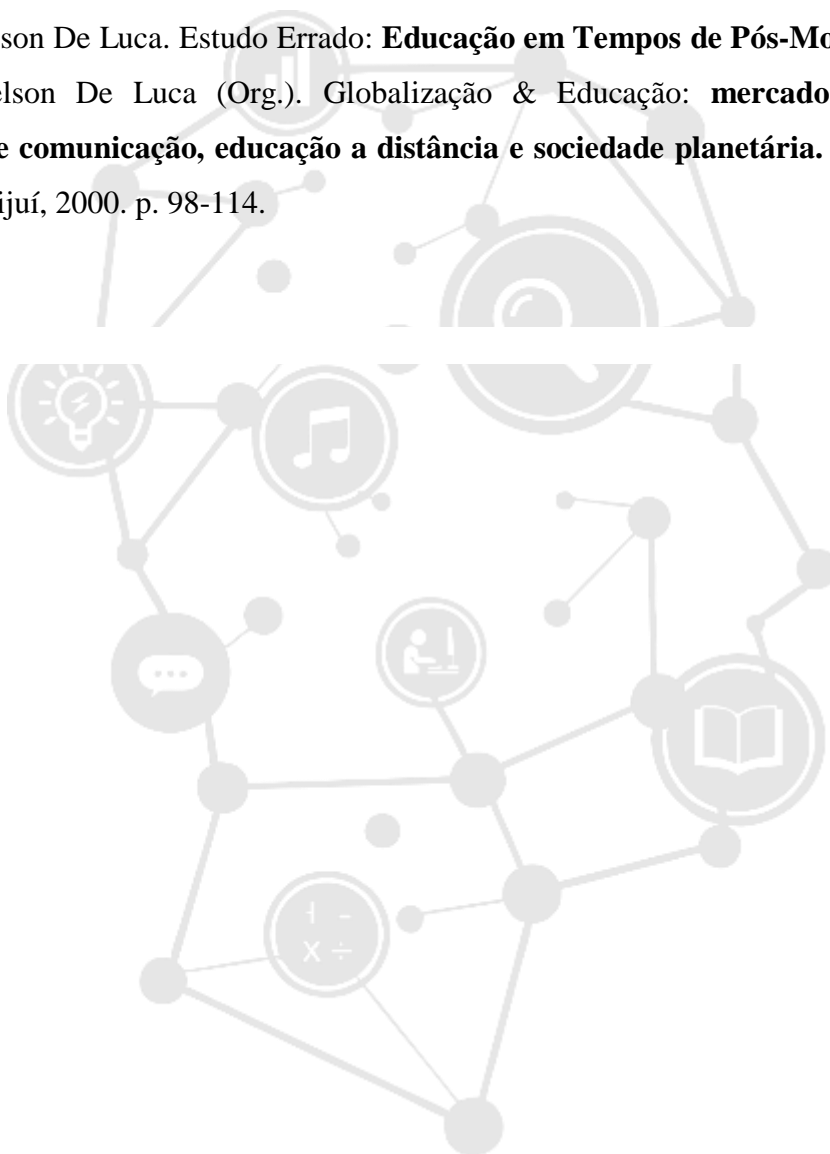 son De Luca. Estudo Errado: Educação em Tempos de Pós-Mo
elson De Luca (Org.). Globalização & Educação: mercado
e comunicação, educação a distância e sociedade planetária.
ijuí, 2000. p. 98-114.
+ -
x ÷